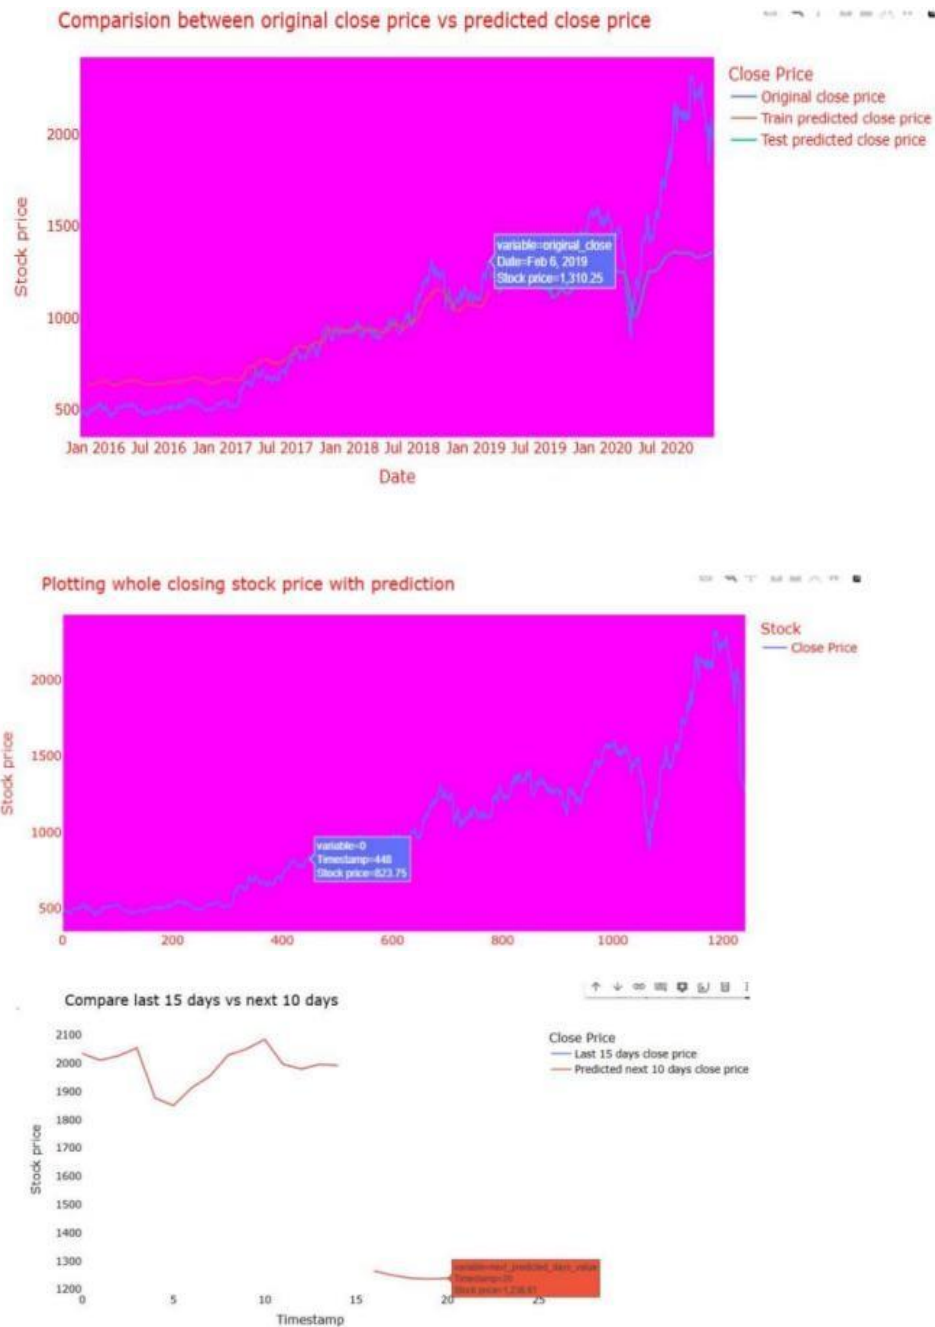 Comparision between original close price vs predicted close price
Close Price
Original close price
Train predicted close price
Test predicted close price
2000
1500
1000
500
Stock price
variable=original_close
Date=Feb 6, 2019
Stock price=1,310.25
Jan 2016 Jul 2016 Jan 2017 Jul 2017 Jan 2018 Jul 2018 Jan 2019 Jul 2019 Jan 2020 Jul 2020
Date
Plotting whole closing stock price with prediction
Stock
Close Price
2000
1500
1000
500
Stock price
variable=0
Timestamp=448
Stock price=823.75
0 200 400 600 800 1000 1200
Compare last 15 days vs next 10 days
Close Price
Last 15 days close price
Predicted next 10 days close price
2100
2000
1900
1800
1700
1600
1500
1400
1300
1200
Stock price
variable=next_predicted_days_value
Timestamp=20
0 5 10 15 20 25
Timestamp